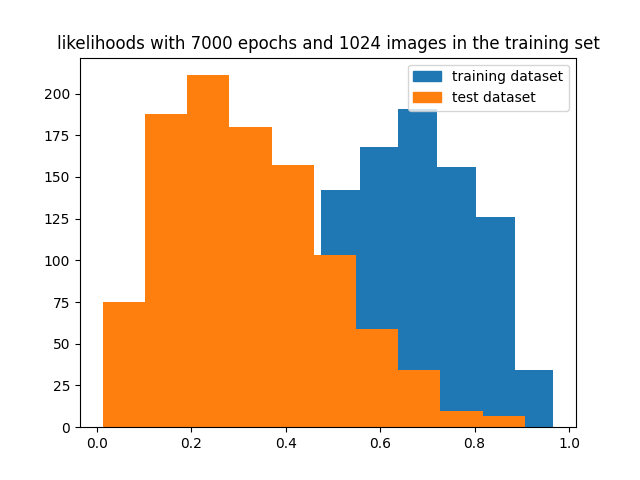 likelihoods with 7000 epochs and 1024 images in the training set
training dataset
test dataset
200
175
150
125
100
75
50
25
0
0.0 0.2 0.4 0.6 0.8 1.0